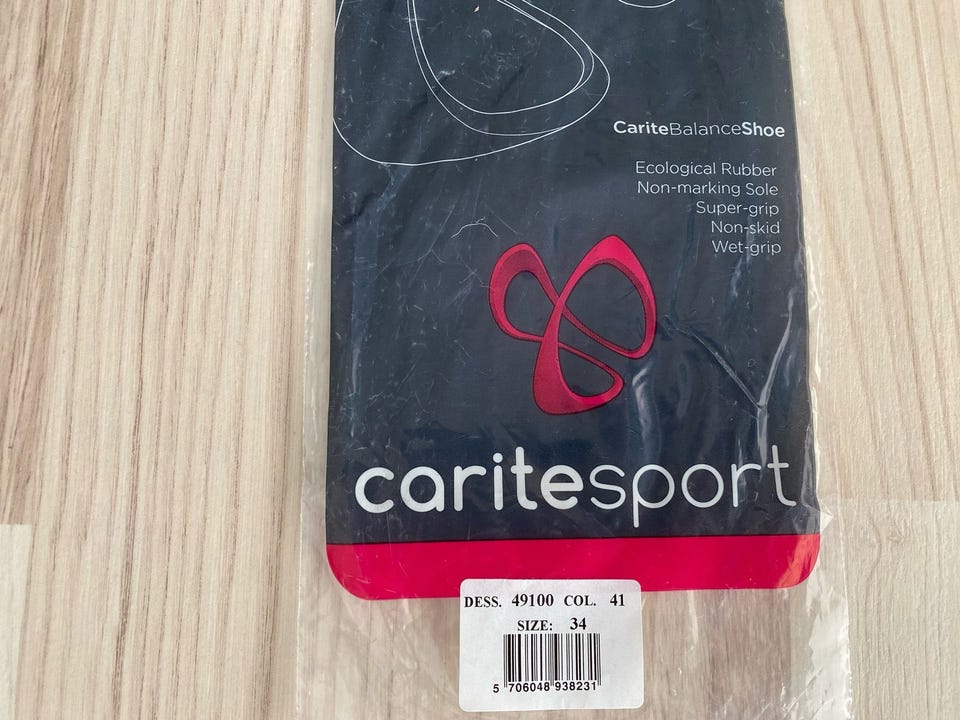 CariteBalanceShoe
Ecological Rubber
Non-marking Sole
Super-grip
Non-skid
Wet-grip
caritesport
DESS. 49100 COL. 41
SIZE: 34
5 706048 938231